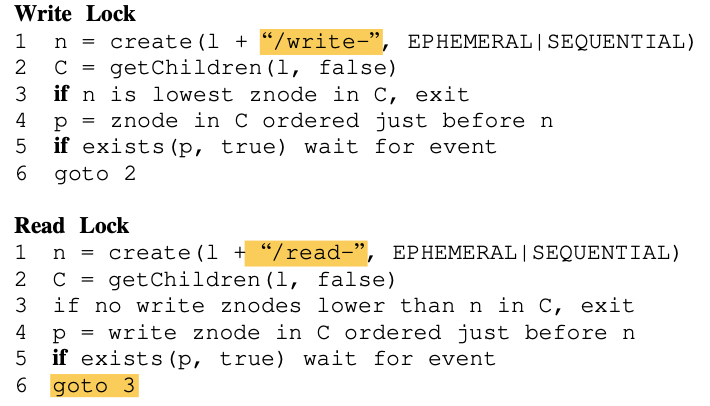 Write Lock
1 n = create(l + “/write-”, EPHEMERAL|SEQUENTIAL)
2 C = getChildren(l, false)
3 if n is lowest znode in C, exit
4 p = znode in C ordered just before n
5 if exists(p, true) wait for event
6 goto 2
Read Lock
1 n = create(l + “/read-”, EPHEMERAL|SEQUENTIAL)
2 C = getChildren(l, false)
3 if no write znodes lower than n in C, exit
4 p = write znode in C ordered just before n
5 if exists(p, true) wait for event
6 goto 3